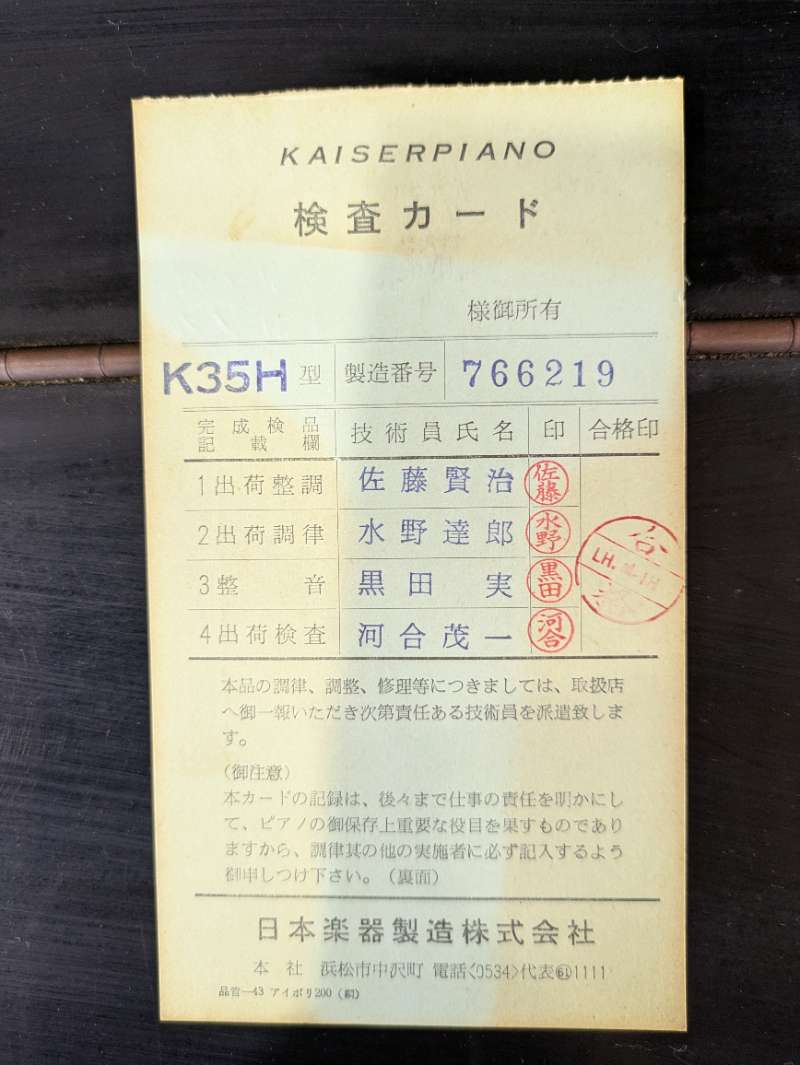 KAISERPIANO
検査カード
様御所有
K35H 型 製造番号 766219
完成検品記載欄 技術員氏名 印 合格印
1出荷整調 佐藤賢治 佐藤
2出荷調律 水野達郎 水野
3整音 黒田実 黒田
4出荷検査 河合茂一 河合
本品の調律、調整、修理等につきましては、取扱店
へ御一報いただき次第責任ある技術員を派遣致しま
す。
(御注意)
本カードの記録は、後々まで仕事の責任を明かにし
て、ピアノの御保存上重要な役目を果すものであり
ますから、調律其の他の実施者に必ず記入するよう
御申しつけ下さい。(裏面)
日本楽器製造株式会社
本社 浜松市中沢町 電話<0534>代表61 1111
品管—43 アイボリ200